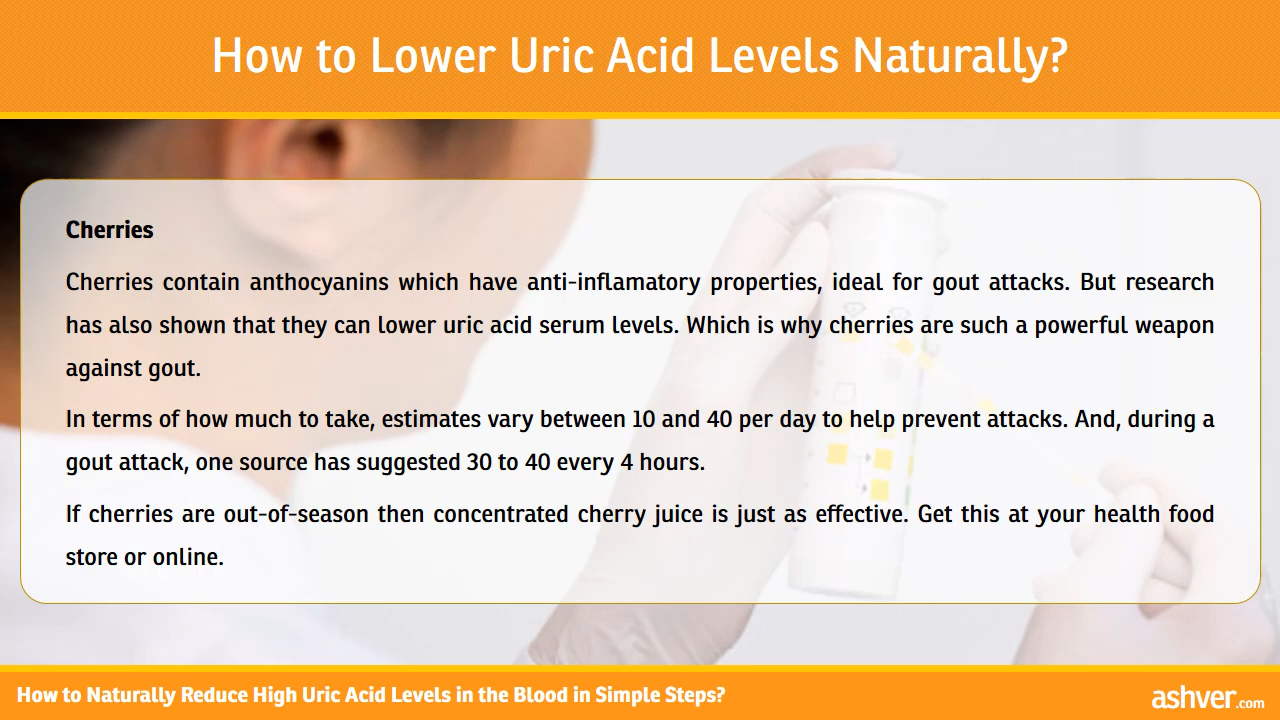 How to Lower Uric Acid Levels Naturally?
Cherries
Cherries contain anthocyanins which have anti-inflamatory properties, ideal for gout attacks. But research
has also shown that they can lower uric acid serum levels. Which is why cherries are such a powerful weapon
against gout.
In terms of how much to take, estimates vary between 10 and 40 per day to help prevent attacks. And, during a
gout attack, one source has suggested 30 to 40 every 4 hours.
If cherries are out-of-season then concentrated cherry juice is just as effective. Get this at your health food
store or online.
How to Naturally Reduce High Uric Acid Levels in the Blood in Simple Steps?
ashver.com